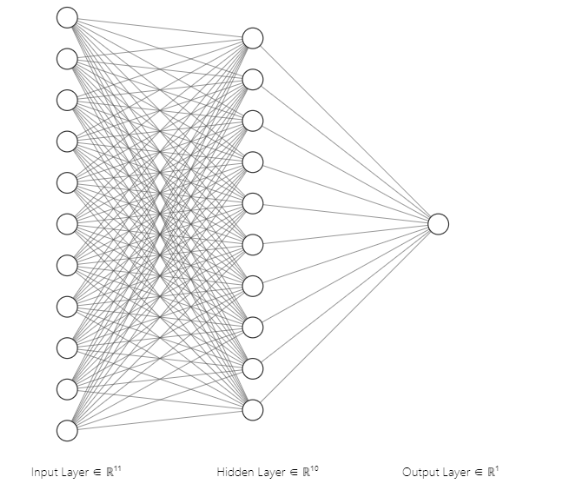 Input Layer ∈ ℝ¹¹
Hidden Layer ∈ ℝ¹⁰
Output Layer ∈ ℝ¹